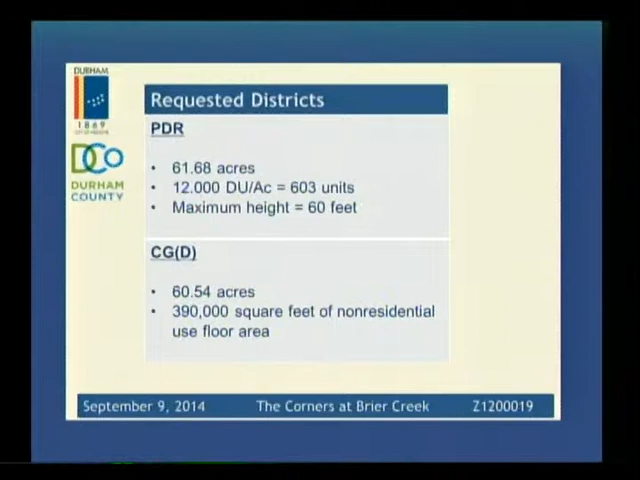 DURHAM
1869
DCO
DURHAM
COUNTY
Requested Districts
PDR
• 61.68 acres
• 12.000 DU/Ac = 603 units
• Maximum height = 60 feet
CG(D)
• 60.54 acres
• 390,000 square feet of nonresidential
use floor area
September 9, 2014 The Corners at Brier Creek Z1200019